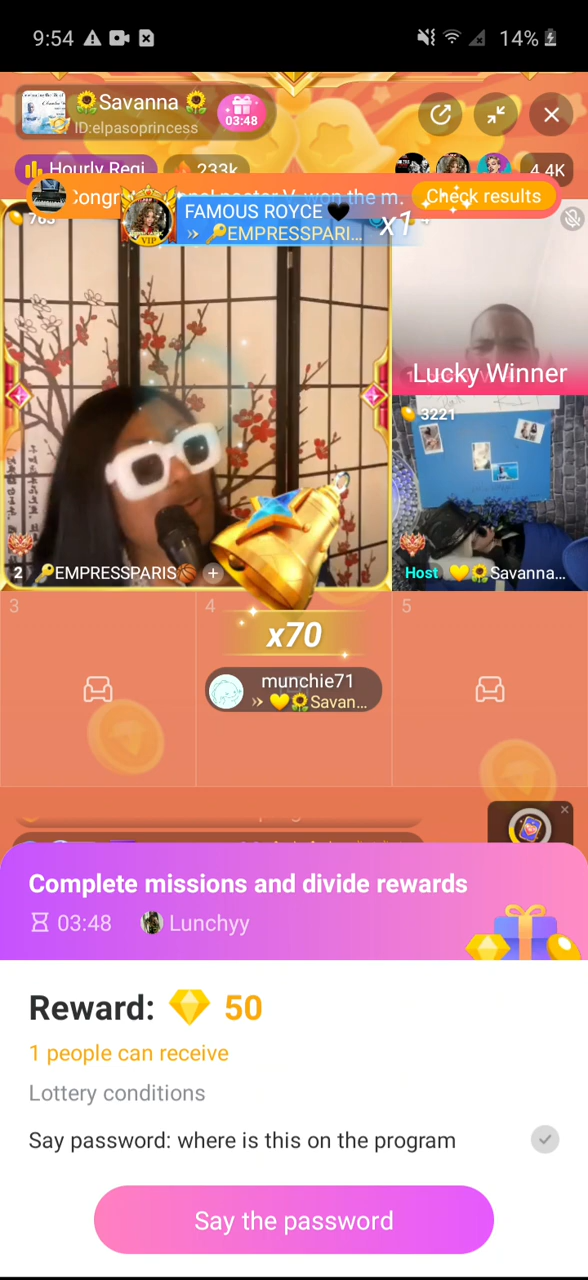 9:54
14%
🌻Savanna 🌻
ID:elpasoprincess
03:48
Hourly Regi
233k
4.4K
Check results
FAMOUS ROYCE🖤
» 🔑EMPRESSPARI...
VIP
x1
Lucky Winner
3221
2 🔑EMPRESSPARIS🏀 +
Host 💛🌻Savanna...
3
4
5
x70
munchie71
» 💛🌻Savan...
Complete missions and divide rewards
03:48 Lunchyy
Reward: 50
1 people can receive
Lottery conditions
Say password: where is this on the program
Say the password